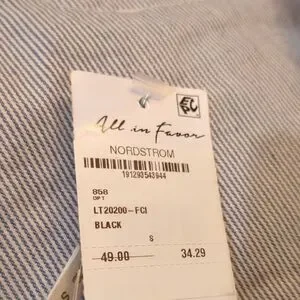 All in Favor
NORDSTROM
191293543944
858
DPT
LT20200-FCI
BLACK
S
49.00 34.29